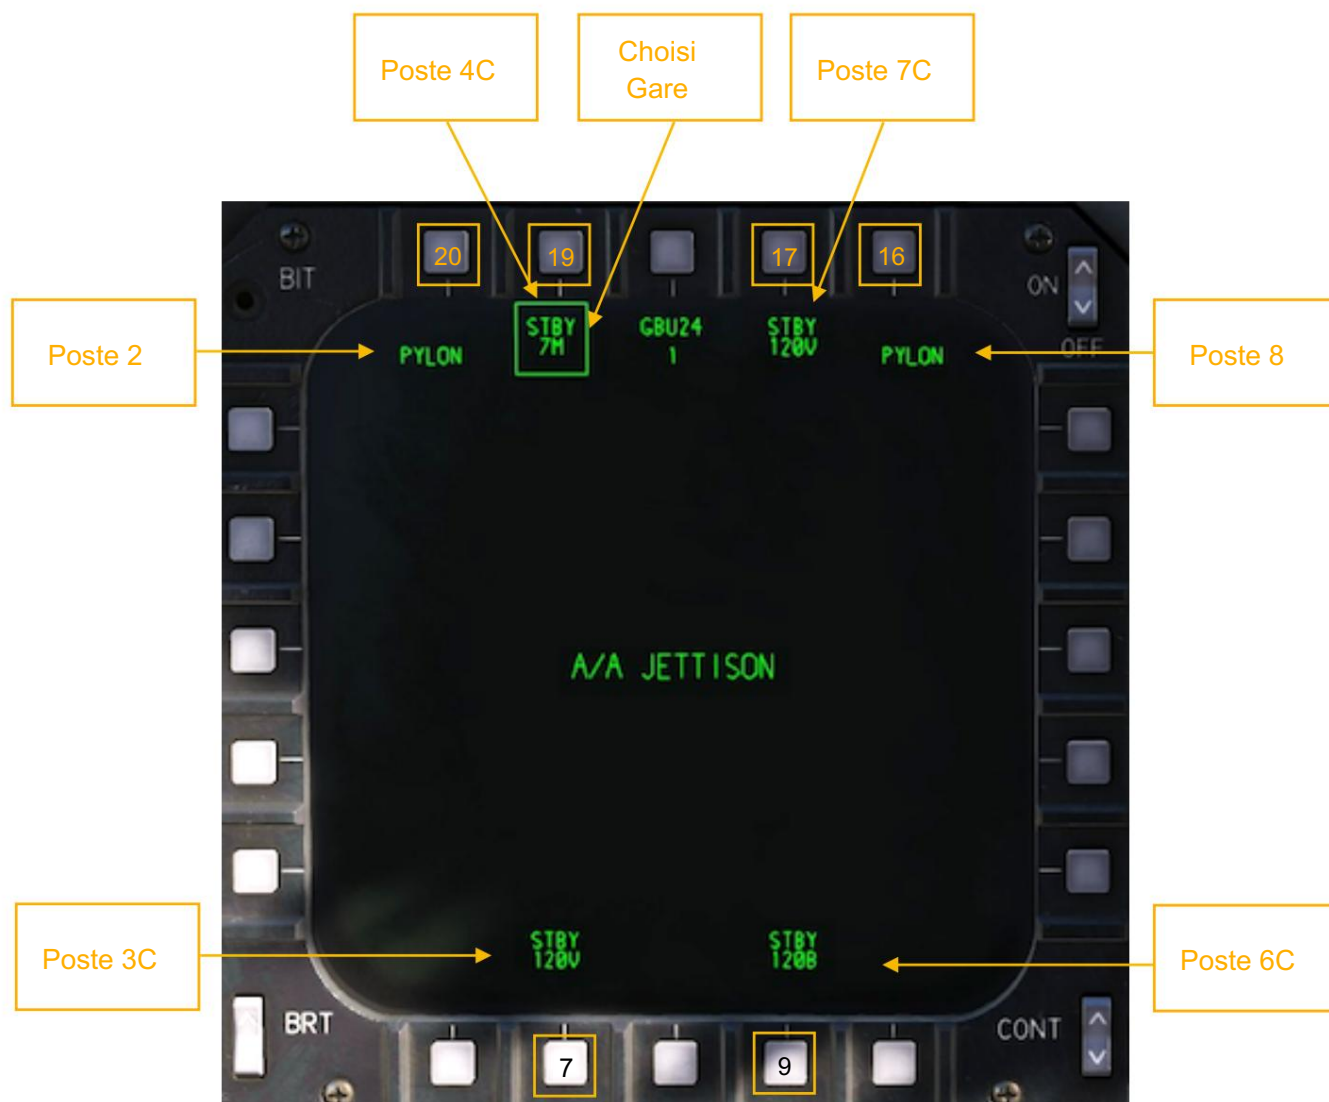 Poste 4C
Choisi
Gare
Poste 7C
20
19
17
16
BIT
ON
OFF
STBY
7M
GBU24
1
STBY
120V
PYLON
PYLON
Poste 2
Poste 8
A/A JETTISON
Poste 3C
STBY
120V
STBY
120B
Poste 6C
BRT
CONT
7
9